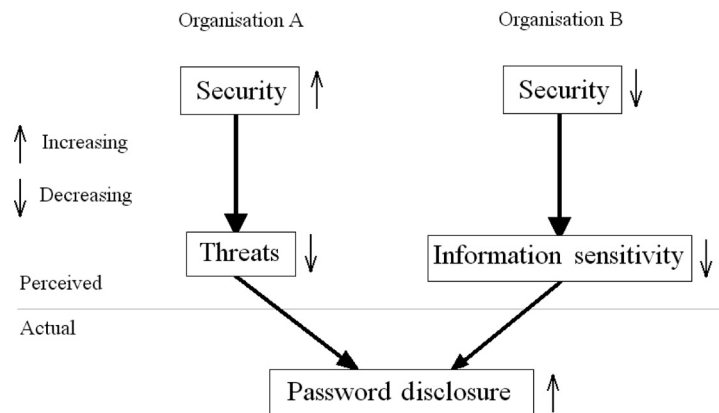 Organisation A
Organisation B
Security
Security
Increasing
Decreasing
Threats
Information sensitivity
Perceived
Actual
Password disclosure